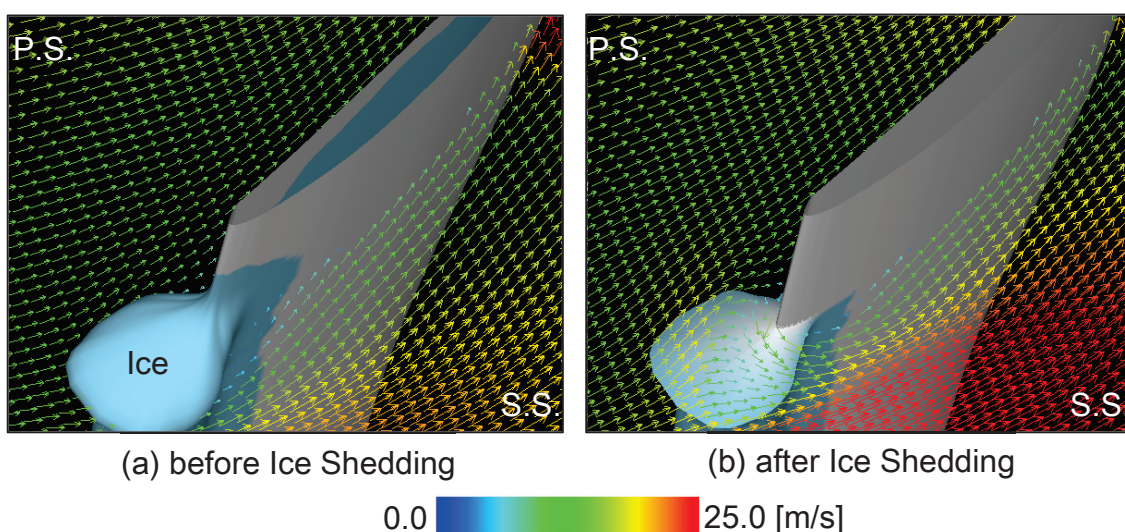 P.S.
Ice
S.S.
(a) before Ice Shedding
P.S.
S.S
(b) after Ice Shedding
0.0 25.0 [m/s]